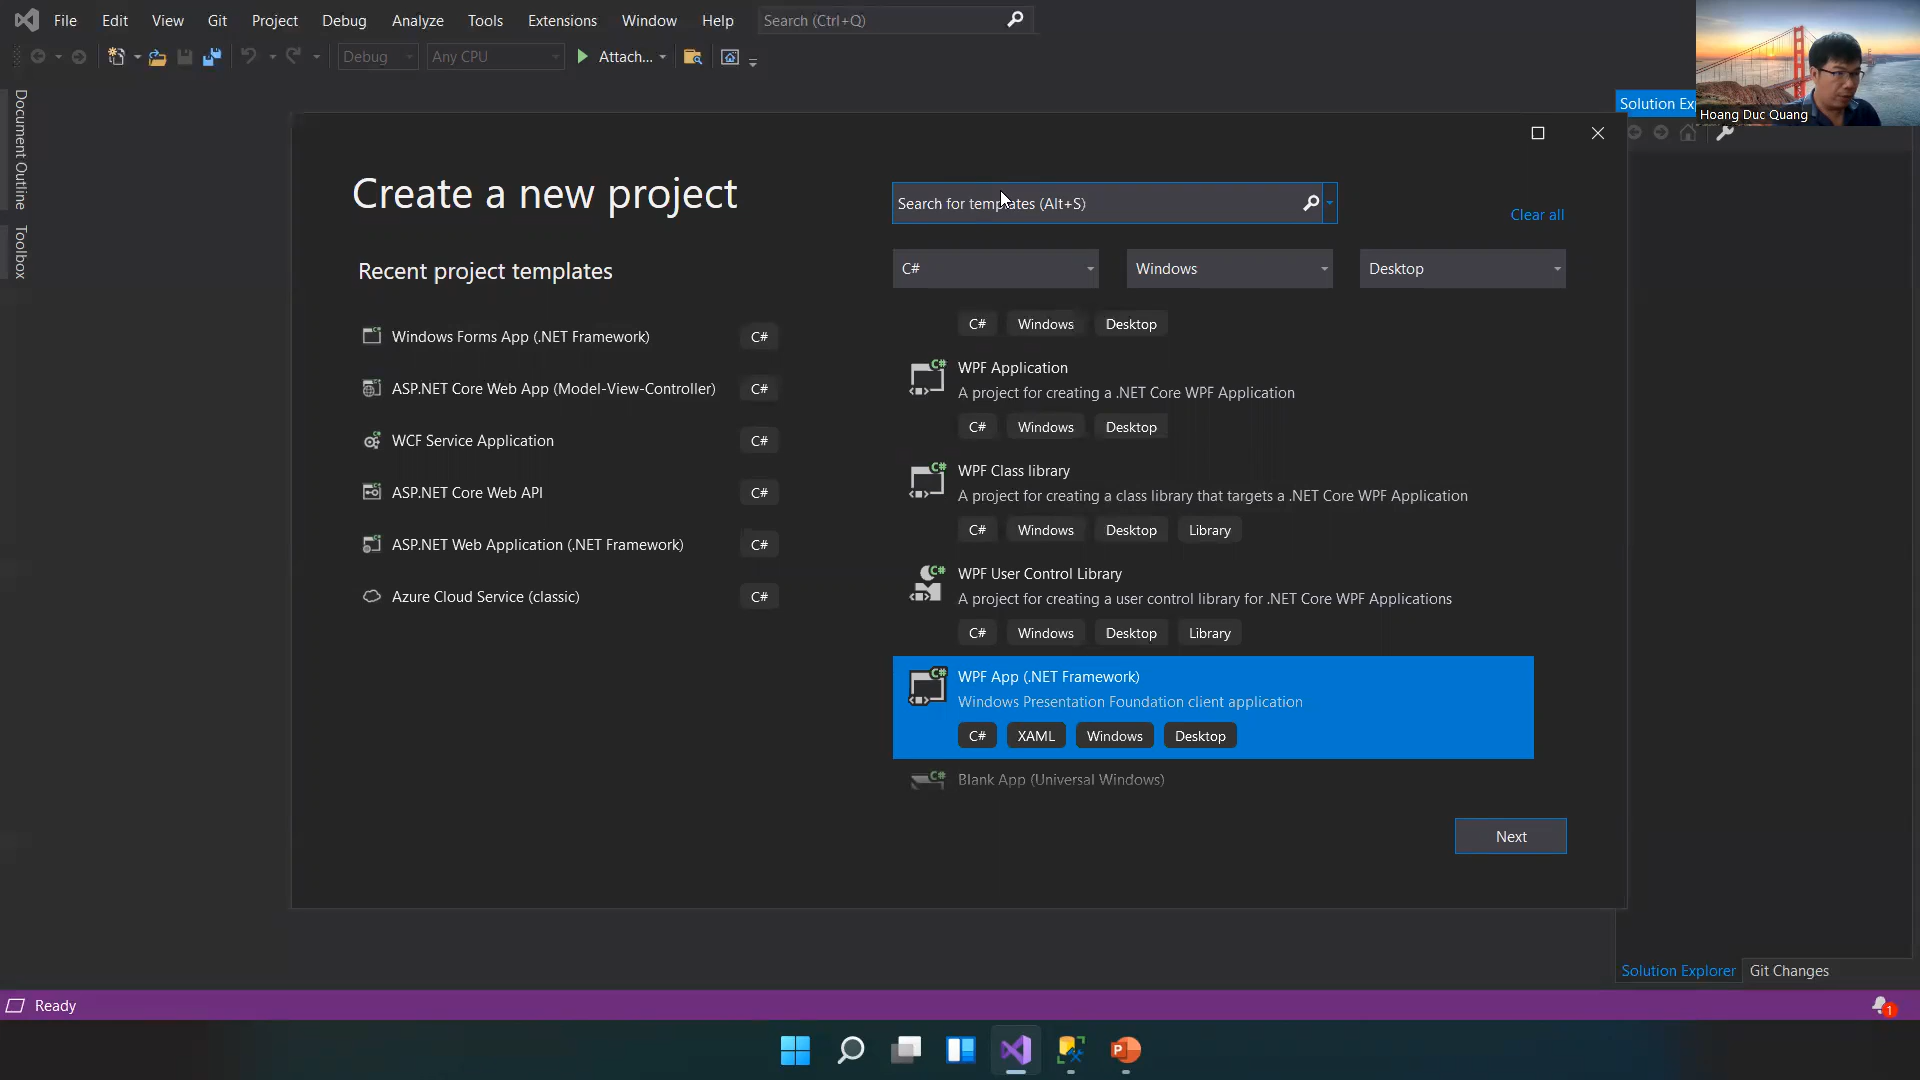 File Edit View Git Project Debug Analyze Tools Extensions Window Help Search (Ctrl+Q)
Debug Any CPU Attach...
Hoang Duc Quang
Document Outline
Toolbox
Solution Ex
Create a new project
Search for templates (Alt+S)
Clear all
C# Windows Desktop
Recent project templates
Windows Forms App (.NET Framework) C#
ASP.NET Core Web App (Model-View-Controller) C#
WCF Service Application C#
ASP.NET Core Web API C#
ASP.NET Web Application (.NET Framework) C#
Azure Cloud Service (classic) C#
C# Windows Desktop
WPF Application
A project for creating a .NET Core WPF Application
C# Windows Desktop
WPF Class library
A project for creating a class library that targets a .NET Core WPF Application
C# Windows Desktop Library
WPF User Control Library
A project for creating a user control library for .NET Core WPF Applications
C# Windows Desktop Library
WPF App (.NET Framework)
Windows Presentation Foundation client application
C# XAML Windows Desktop
Blank App (Universal Windows)
Next
Solution Explorer Git Changes
Ready
1